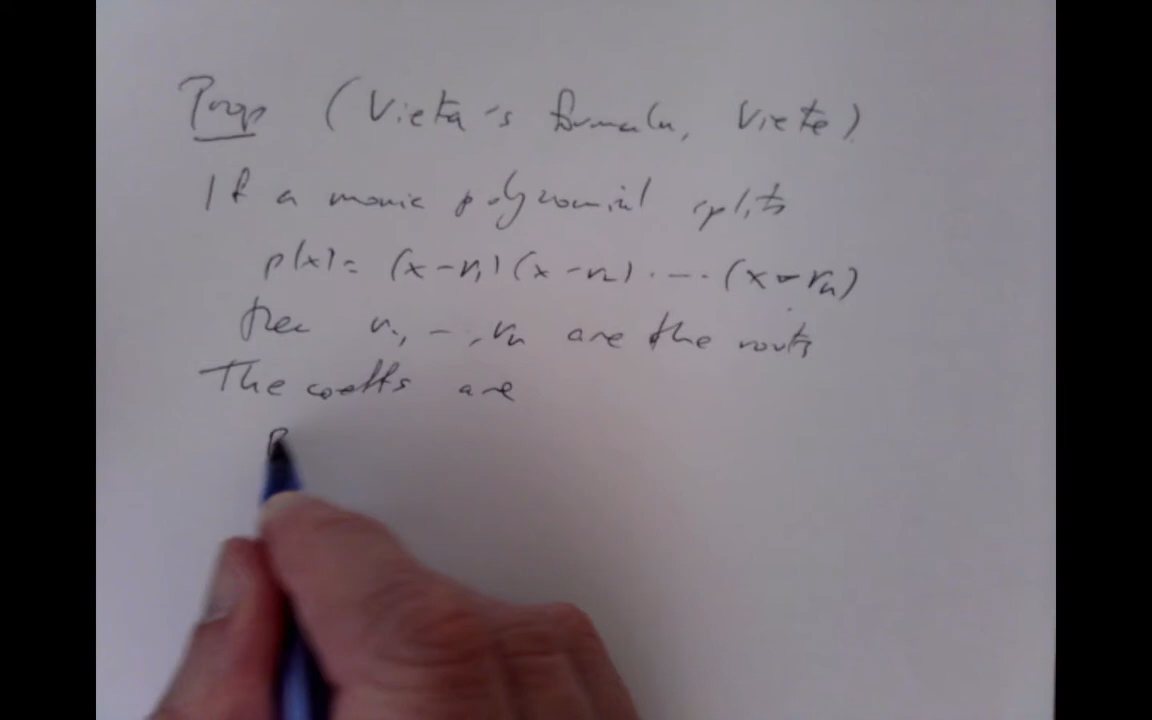 Prop (Vieta's formula, Viete)
If a monic polynomial splits
p(x) = (x-r₁)(x-r₂)·...·(x-rₙ)
then r₁, ..., rₙ are the roots
The coeffs are
P